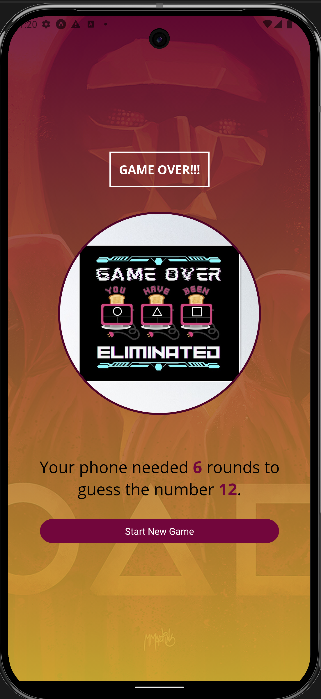 GAME OVER!!!
GAME OVER
YOU HAVE BEEN
ELIMINATED
Your phone needed 6 rounds to
guess the number 12.
Start New Game